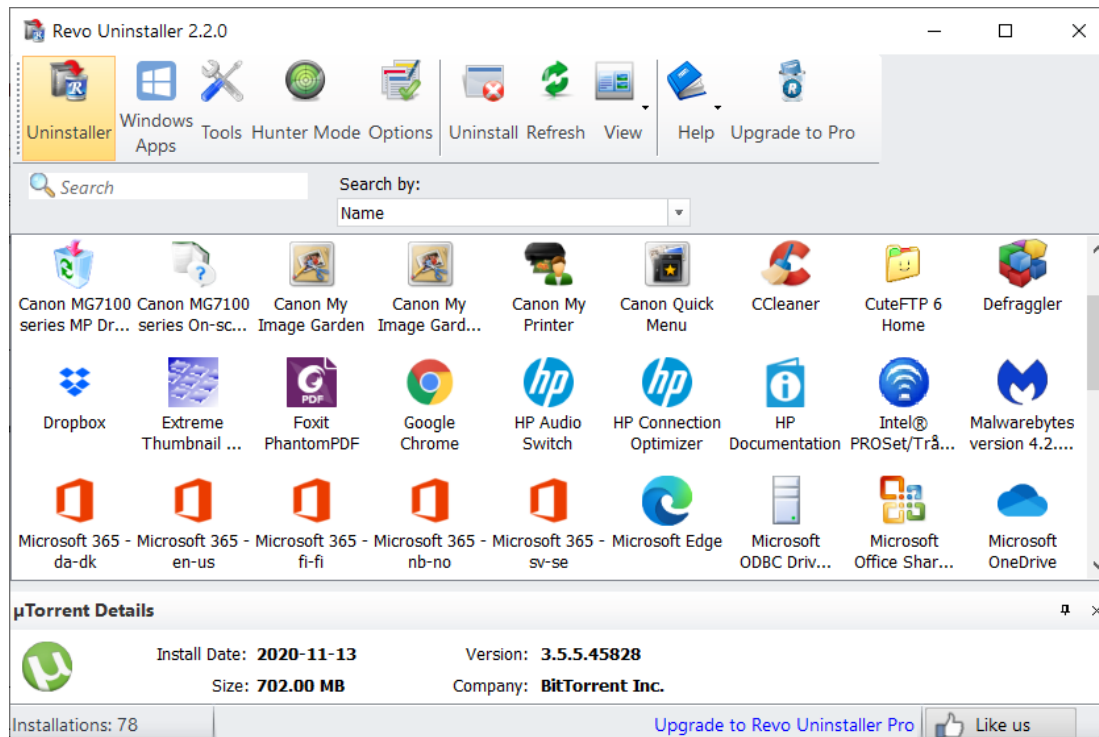 Revo Uninstaller 2.2.0
Uninstaller
Windows Apps
Tools
Hunter Mode
Options
Uninstall
Refresh
View
Help
Upgrade to Pro
Search
Search by:
Name
Canon MG7100 series MP Dr...
Canon MG7100 series On-sc...
Canon My Image Garden
Canon My Image Gard...
Canon My Printer
Canon Quick Menu
CCleaner
CuteFTP 6 Home
Defraggler
Dropbox
Extreme Thumbnail ...
PDF
Foxit PhantomPDF
Google Chrome
hp
HP Audio Switch
hp
HP Connection Optimizer
HP Documentation
Intel® PROSet/Trå...
Malwarebytes version 4.2....
Microsoft 365 - da-dk
Microsoft 365 - en-us
Microsoft 365 - fi-fi
Microsoft 365 - nb-no
Microsoft 365 - sv-se
Microsoft Edge
Microsoft ODBC Driv...
Microsoft Office Shar...
Microsoft OneDrive
µTorrent Details
Install Date: 2020-11-13
Version: 3.5.5.45828
Size: 702.00 MB
Company: BitTorrent Inc.
Installations: 78
Upgrade to Revo Uninstaller Pro
Like us